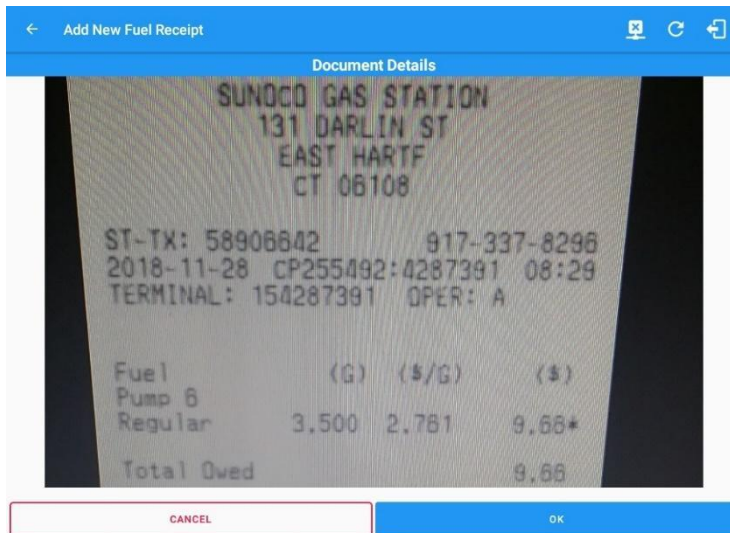 Add New Fuel Receipt
Document Details
SUNOCO GAS STATION
131 DARLIN ST
EAST HARTF
CT 06108
ST-TX: 58906642 917-337-8296
2018-11-28 CP255492:4287391 08:29
TERMINAL: 154287391 OPER: A
Fuel (G) ($/G) ($)
Pump 6
Regular 3.500 2.761 9.66*
Total Owed 9.66
CANCEL OK